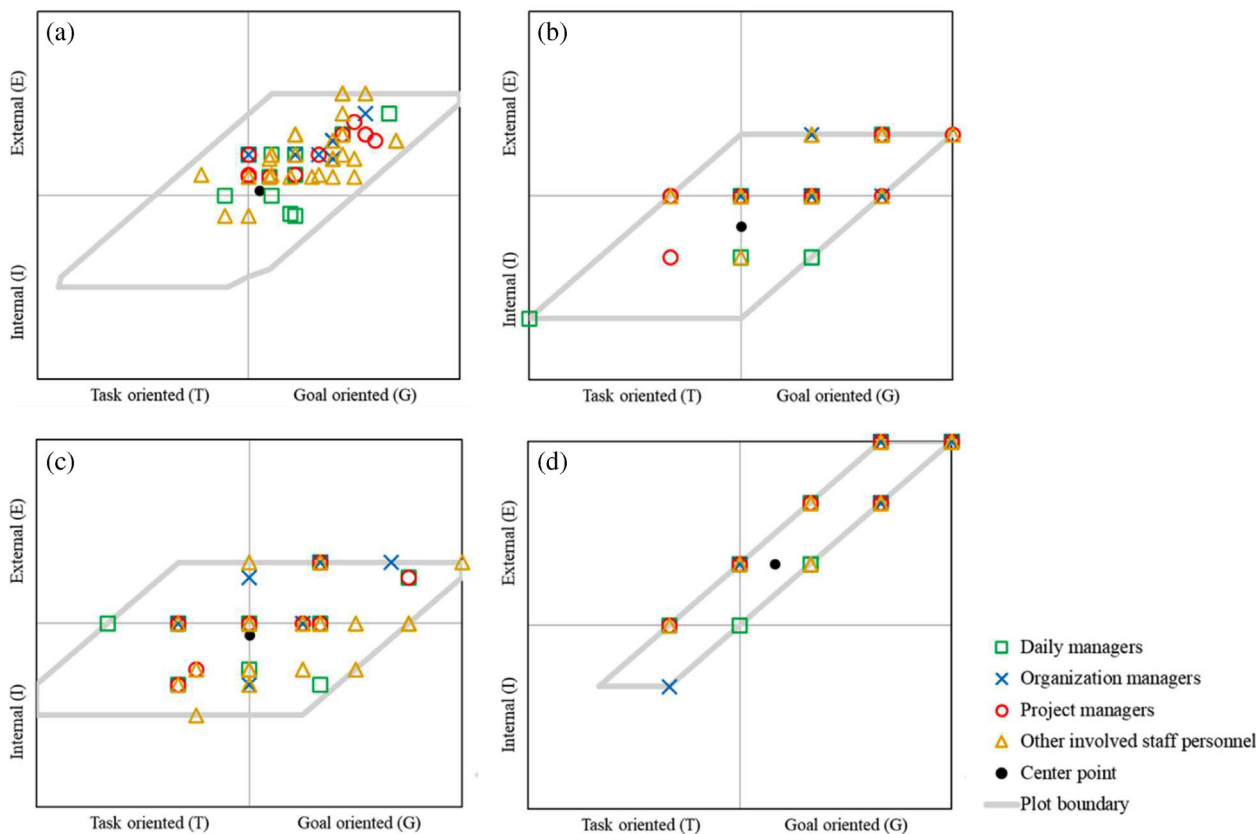 (a)
External (E)
Internal (I)
Task oriented (T)
Goal oriented (G)
(b)
External (E)
Internal (I)
Task oriented (T)
Goal oriented (G)
(c)
External (E)
Internal (I)
Task oriented (T)
Goal oriented (G)
(d)
External (E)
Internal (I)
Task oriented (T)
Goal oriented (G)
Daily managers
Organization managers
Project managers
Other involved staff personnel
Center point
Plot boundary